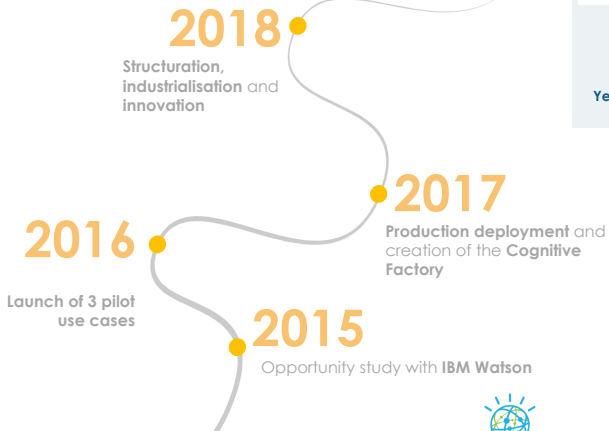 2018
Structuration,
industrialisation and
innovation
Ye
2017
Production deployment and
creation of the Cognitive
Factory
2016
Launch of 3 pilot
use cases
2015
Opportunity study with IBM Watson